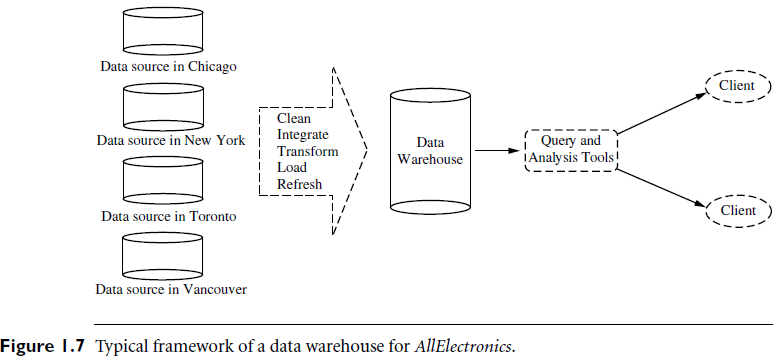 Data source in Chicago
Data source in New York
Data source in Toronto
Data source in Vancouver
Clean
Integrate
Transform
Load
Refresh
Data
Warehouse
Query and
Analysis Tools
Client
Client
Figure 1.7 Typical framework of a data warehouse for AllElectronics.